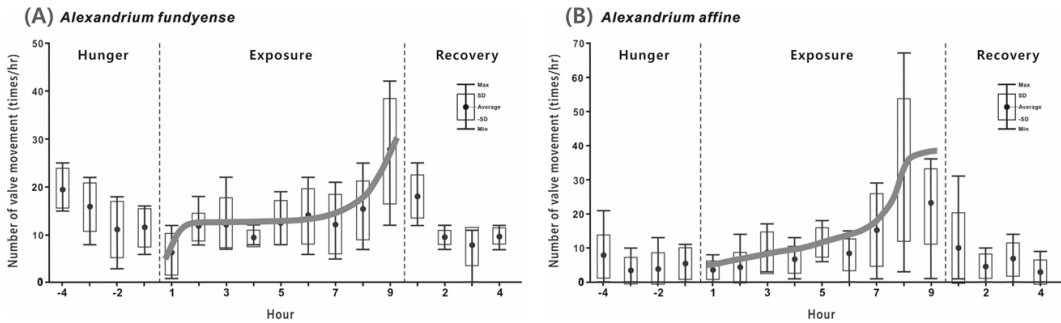 (A) Alexandrium fundyense
Number of valve movement (times/hr)
50
40
30
20
10
0
Hunger
Exposure
Recovery
Max
SD
Average
-SD
Min
-4
-2
1
3
5
7
9
2
4
Hour
(B) Alexandrium affine
Number of valve movement (times/hr)
70
60
50
40
30
20
10
0
Hunger
Exposure
Recovery
Max
SD
Average
-SD
Min
-4
-2
1
3
5
7
9
2
4
Hour